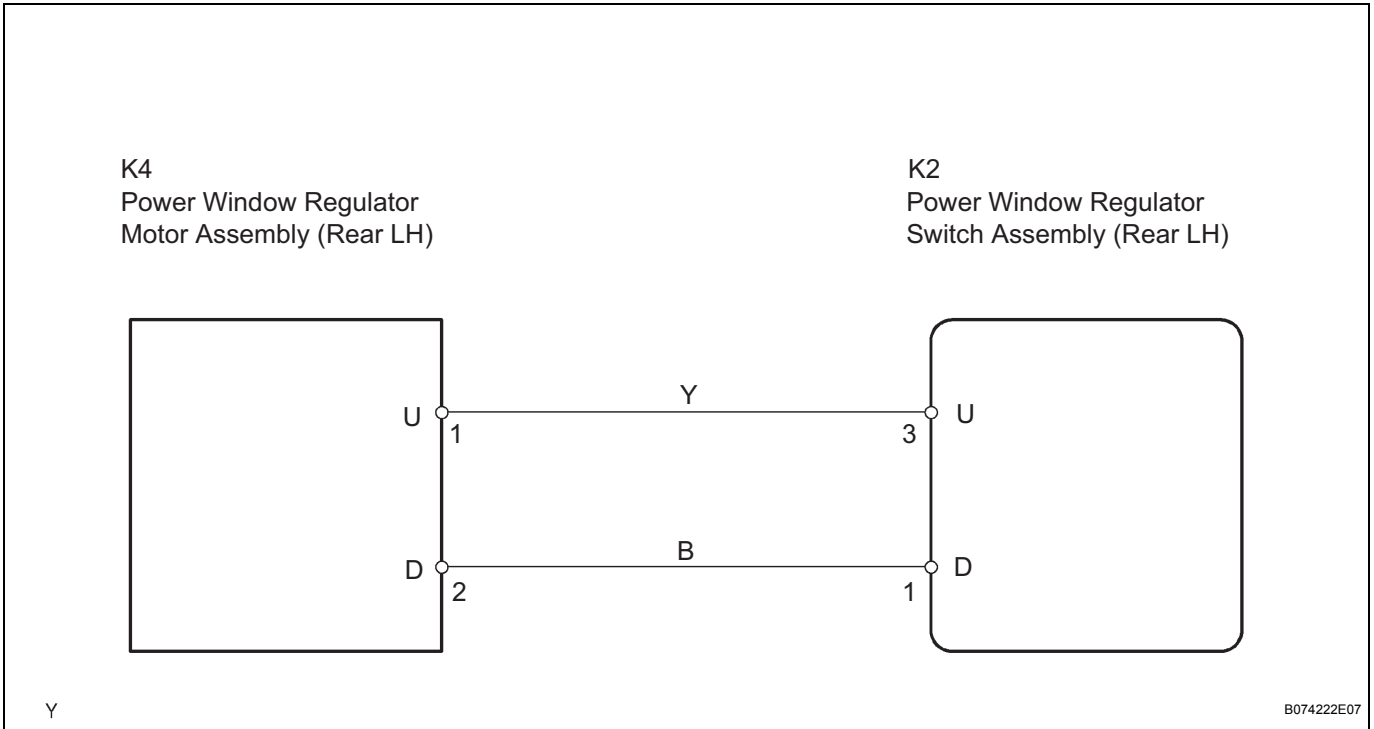 K4
Power Window Regulator
Motor Assembly (Rear LH)
K2
Power Window Regulator
Switch Assembly (Rear LH)
U
1
Y
3
U
D
2
B
1
D
Y
B074222E07